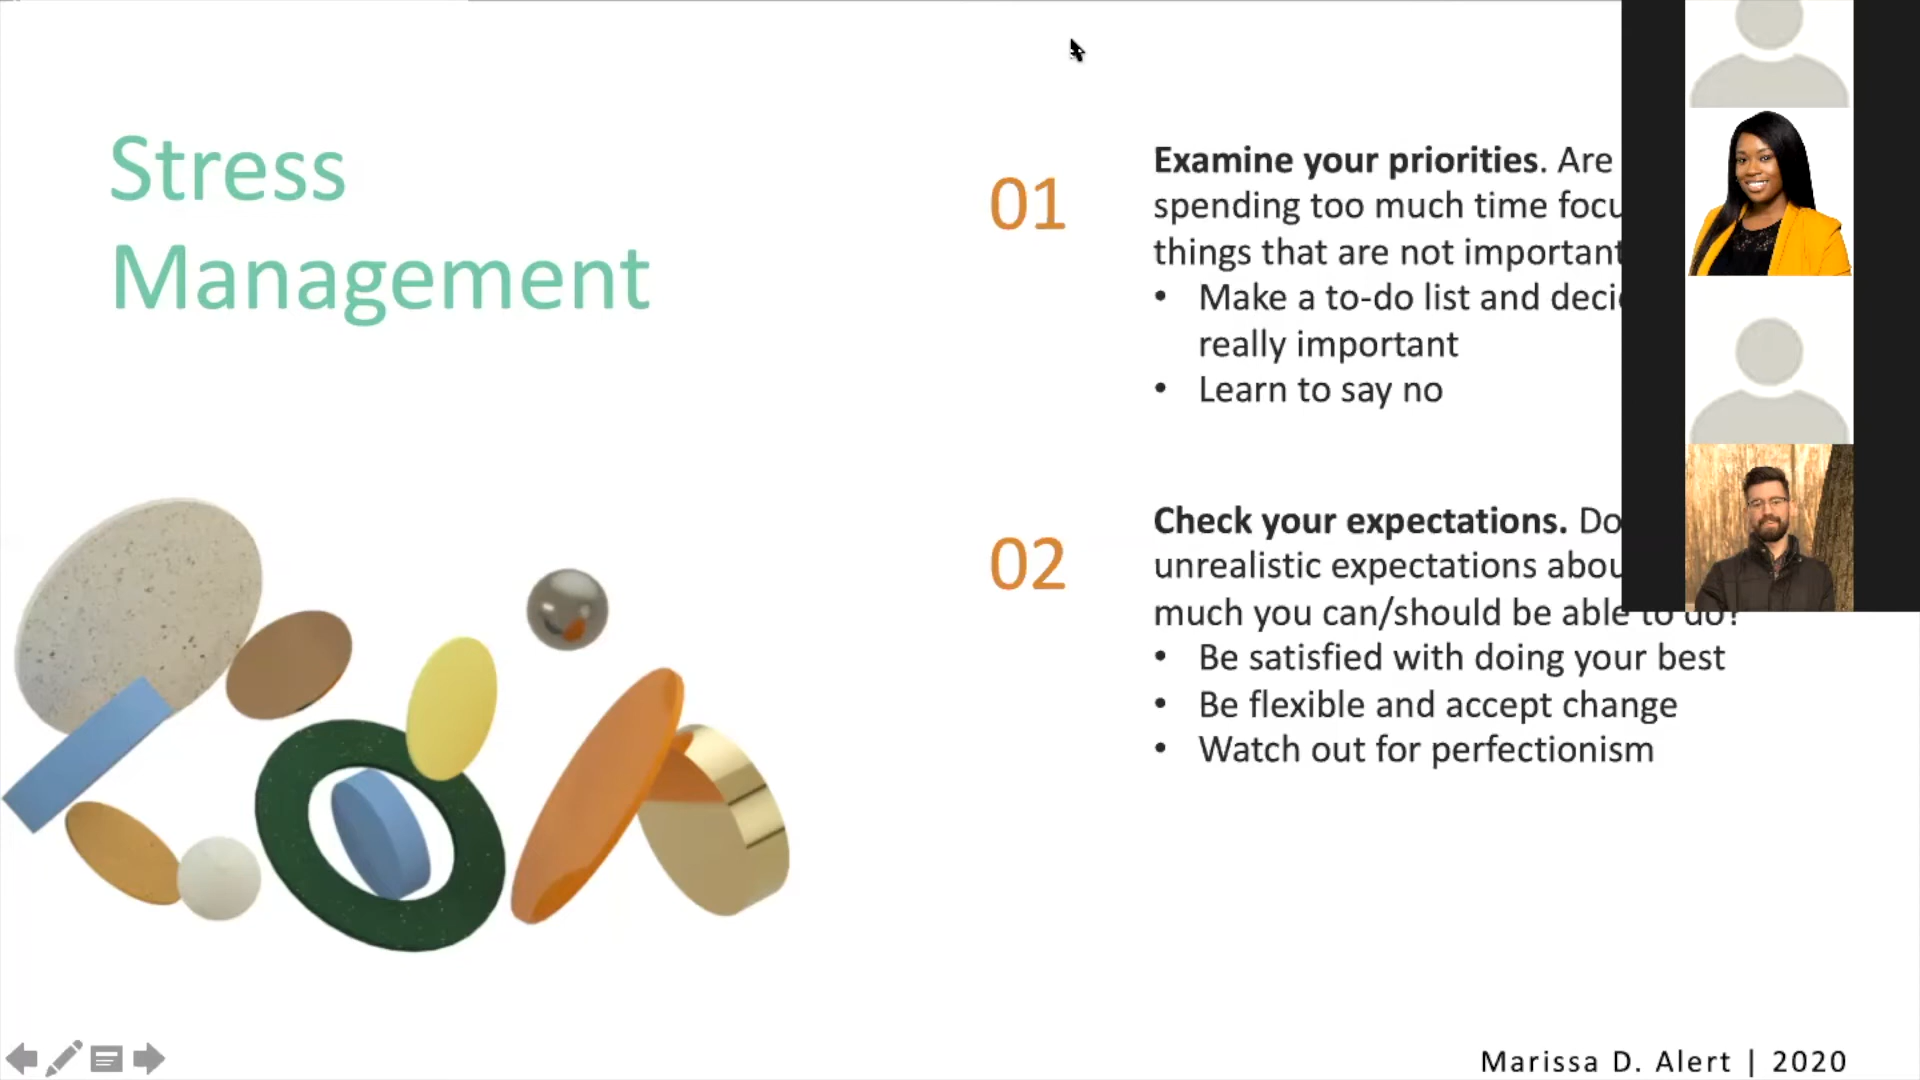 Stress
Management
01
Examine your priorities. Are
spending too much time
things that are not important
• Make a to-do list and
really important
• Learn to say no
02
Check your expectations. Do
unrealistic expectations
much you can/should be able to do?
• Be satisfied with doing your best
• Be flexible and accept change
• Watch out for perfectionism
Marissa D. Alert | 2020